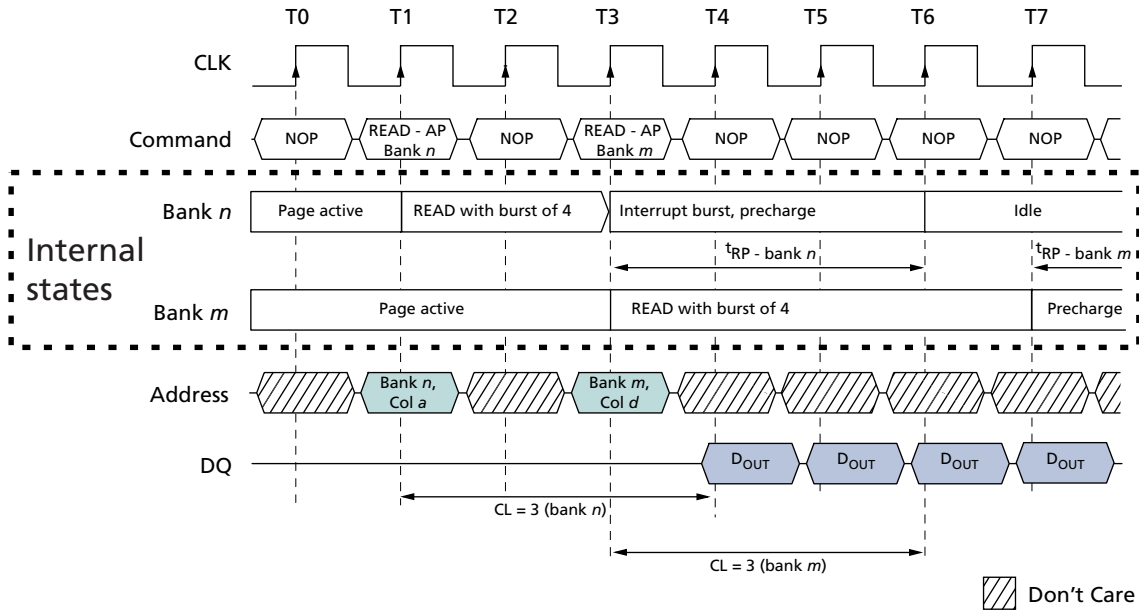 T0 T1 T2 T3 T4 T5 T6 T7
CLK
Command NOP READ - AP Bank n NOP READ - AP Bank m NOP NOP NOP NOP
Bank n Page active READ with burst of 4 Interrupt burst, precharge Idle
Internal states
tRP - bank n tRP - bank m
Bank m Page active READ with burst of 4 Precharge
Address Bank n, Col a Bank m, Col d
DQ DOUT DOUT DOUT DOUT
CL = 3 (bank n)
CL = 3 (bank m)
Don't Care